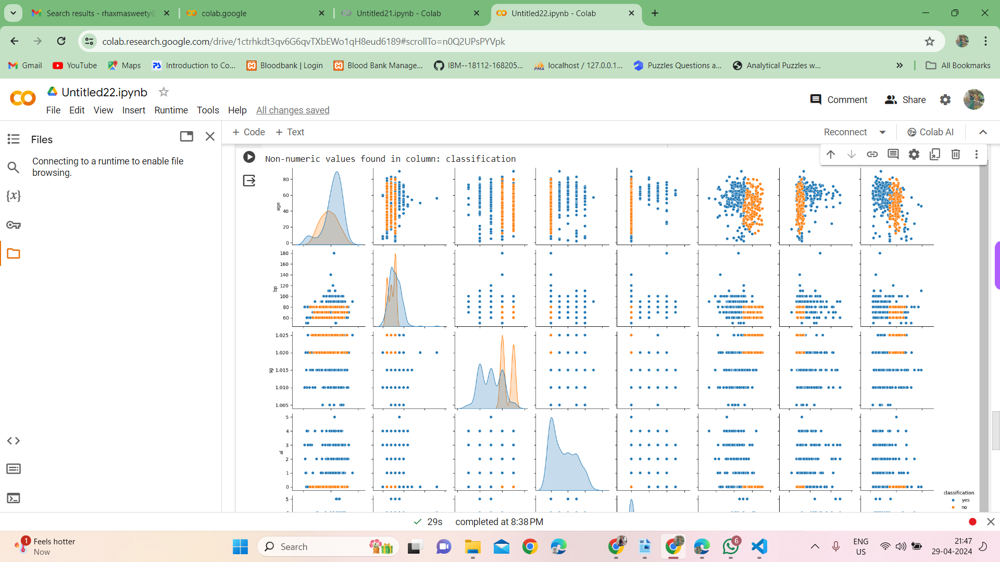 Search results - rhaxmasweety@
colab.google
Untitled21.ipynb - Colab
Untitled22.ipynb - Colab
colab.research.google.com/drive/1ctrhkdt3qv6G6qvTXbEWo1qH8eud6189#scrollTo=n0Q2UPsPYVpk
Gmail YouTube Maps Introduction to Co... Bloodbank | Login Blood Bank Manage... IBM--18112-168205... localhost / 127.0.0.1... Puzzles Questions a... Analytical Puzzles w... » All Bookmarks
Untitled22.ipynb
Comment Share
File Edit View Insert Runtime Tools Help All changes saved
Files
+ Code + Text
Reconnect Colab AI
Connecting to a runtime to enable file
browsing.
{x}
Non-numeric values found in column: classification
80
60
age
40
20
0
180
160
140
120
bp
100
80
60
1.025
1.020
sg
1.015
1.010
1.005
5
4
3
al
2
1
0
5
classification
yes
no
29s completed at 8:38 PM
1
Feels hotter
Now
Search
6
ENG
US
21:47
29-04-2024